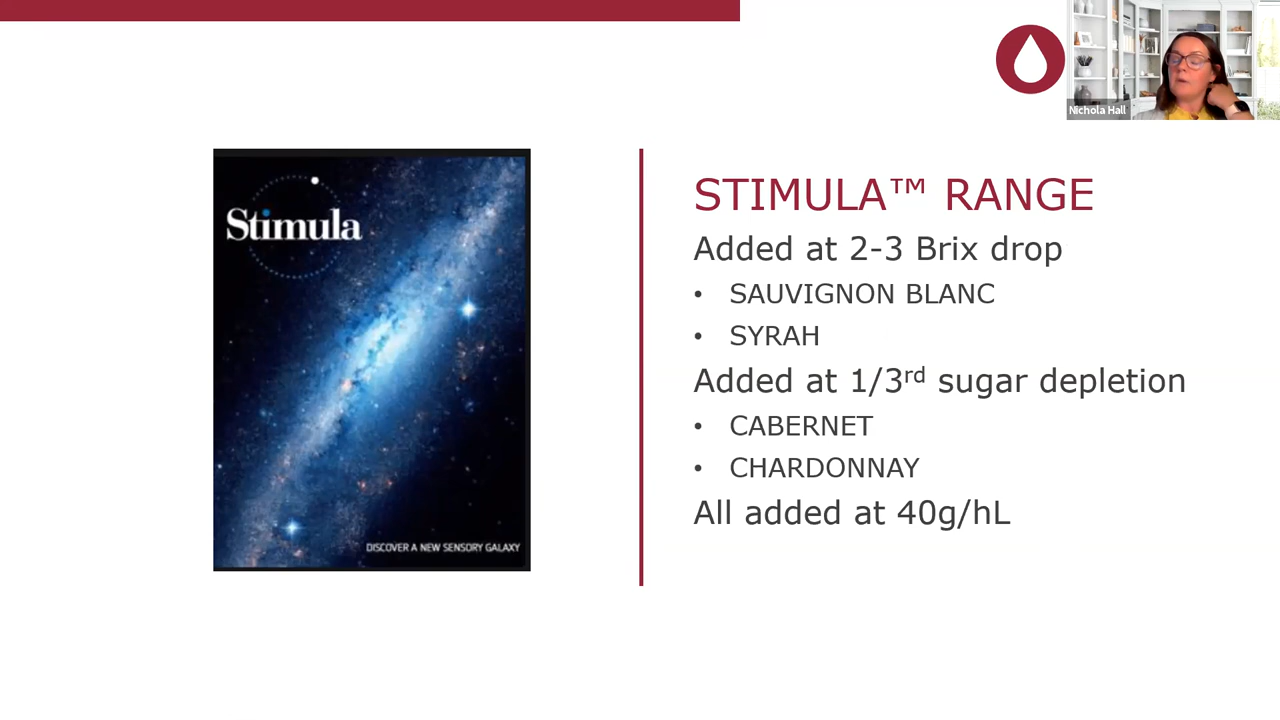 Nichola Hall
Stimula
DISCOVER A NEW SENSORY GALAXY
STIMULA™ RANGE
Added at 2-3 Brix drop
• SAUVIGNON BLANC
• SYRAH
Added at 1/3rd sugar depletion
• CABERNET
• CHARDONNAY
All added at 40g/hL